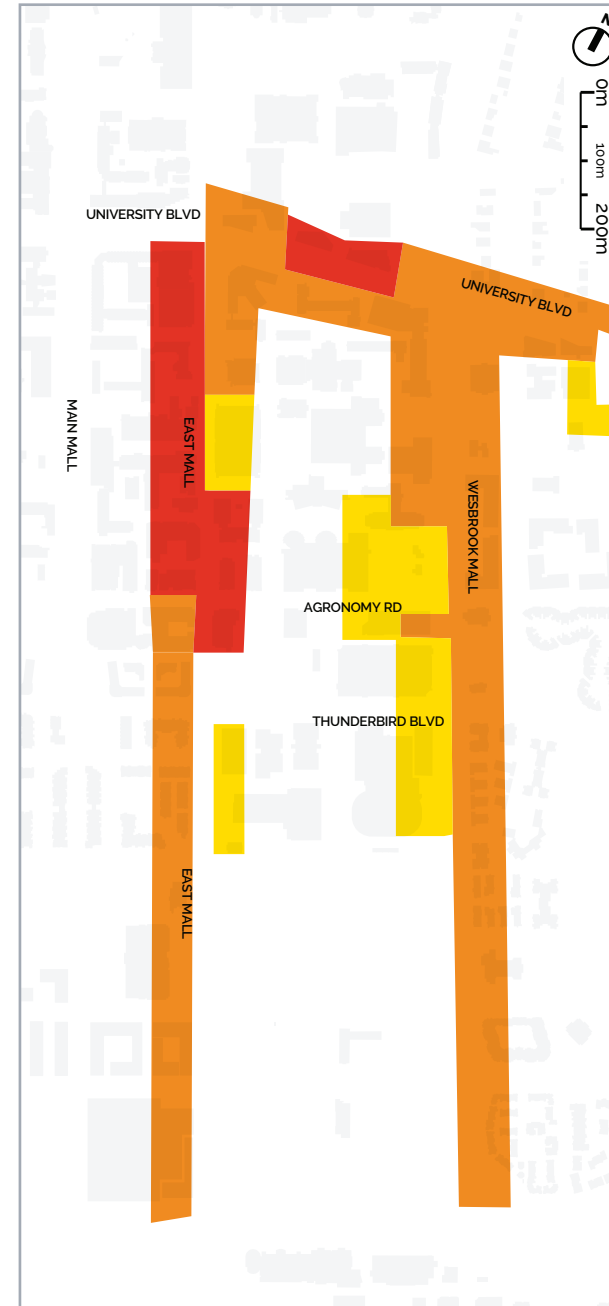 N
0m
100m
200m
UNIVERSITY BLVD
UNIVERSITY BLVD
MAIN MALL
EAST MALL
WESBROOK MALL
AGRONOMY RD
THUNDERBIRD BLVD
EAST MALL